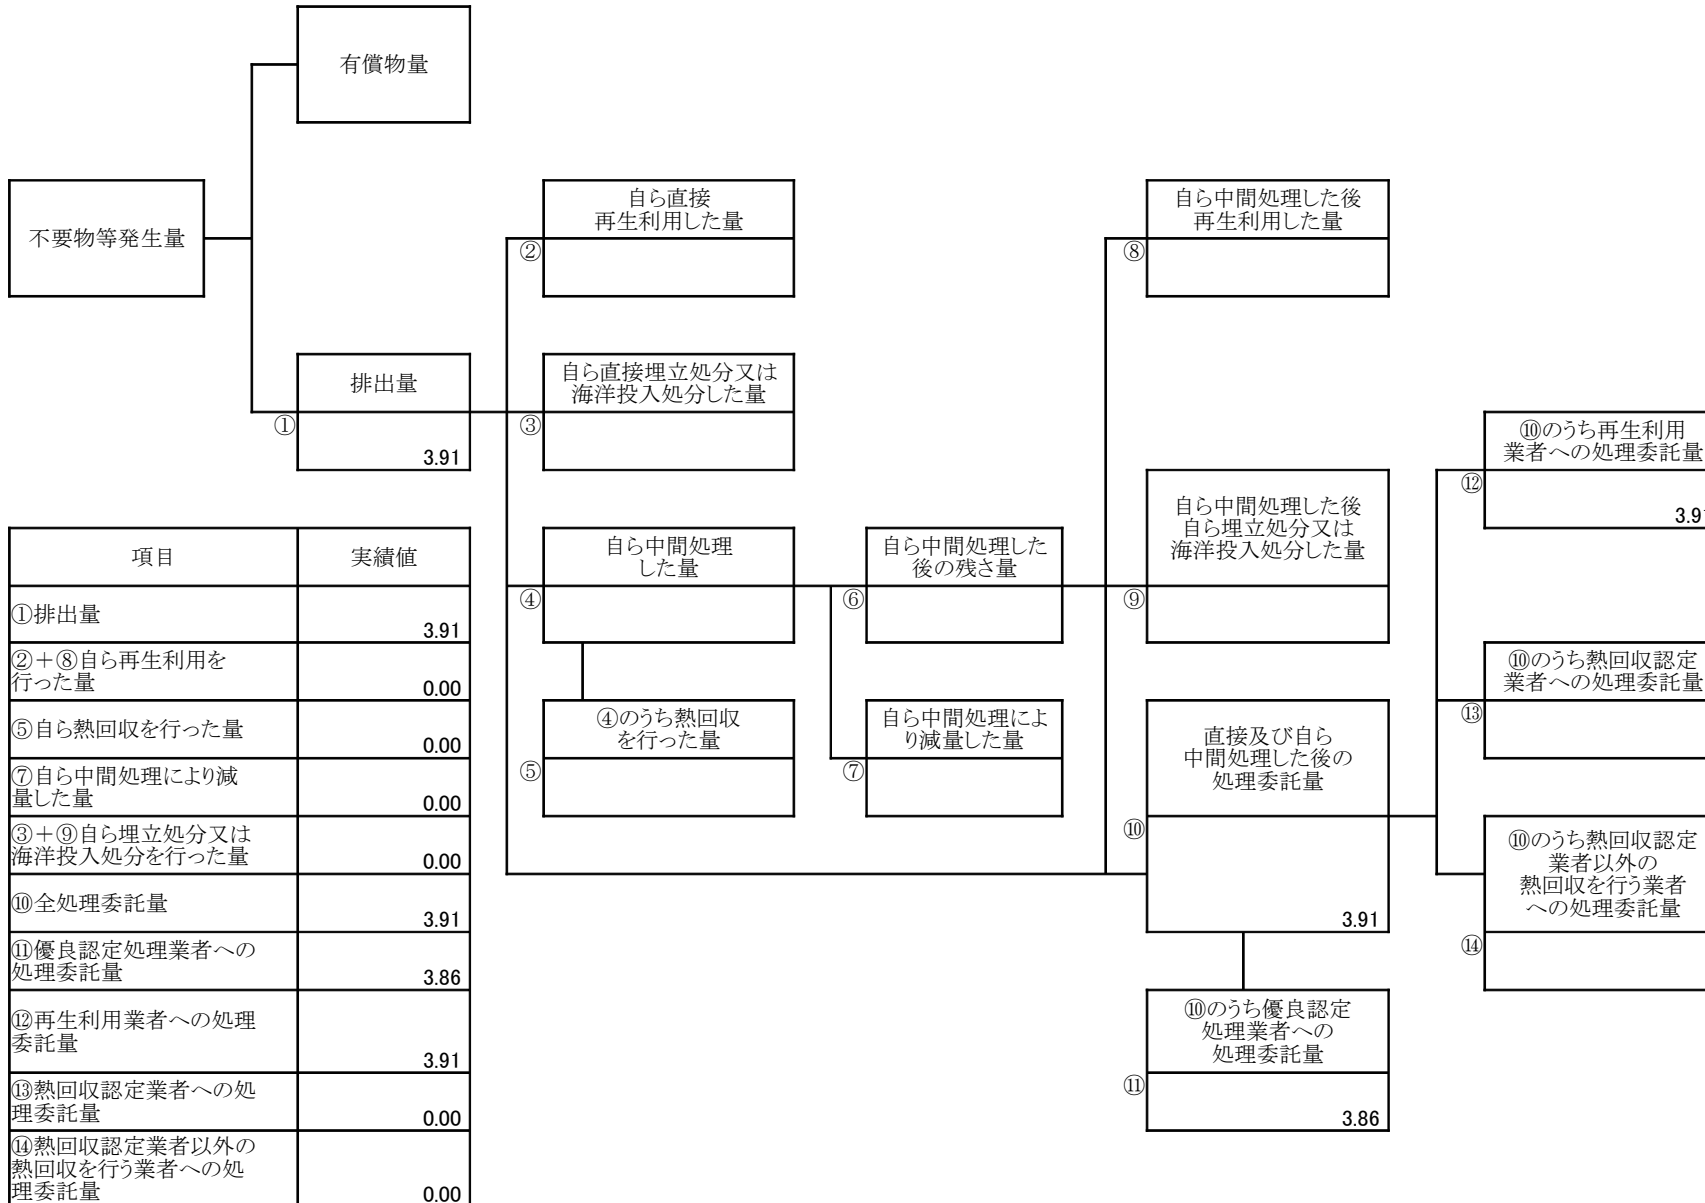 有償物量
不要物等発生量
自ら直接
再生利用した量
②
自ら中間処理した後
再生利用した量
⑧
排出量
①
3.91
自ら直接埋立処分又は
海洋投入処分した量
③
⑩のうち再生利用
業者への処理委託量
⑫
3.9
自ら中間処理
した量
④
自ら中間処理した
後の残さ量
⑥
自ら中間処理した後
自ら埋立処分又は
海洋投入処分した量
⑨
⑩のうち熱回収認定
業者への処理委託量
⑬
④のうち熱回収
を行った量
⑤
自ら中間処理によ
り減量した量
⑦
直接及び自ら
中間処理した後の
処理委託量
⑩
3.91
⑩のうち熱回収認定
業者以外の
熱回収を行う業者
への処理委託量
⑭
⑩のうち優良認定
処理業者への
処理委託量
⑪
3.86
項目 実績値
①排出量
3.91
②+⑧自ら再生利用を
行った量
0.00
⑤自ら熱回収を行った量
0.00
⑦自ら中間処理により減
量した量
0.00
③+⑨自ら埋立処分又は
海洋投入処分を行った量
0.00
⑩全処理委託量
3.91
⑪優良認定処理業者への
処理委託量
3.86
⑫再生利用業者への処理
委託量
3.91
⑬熱回収認定業者への処
理委託量
0.00
⑭熱回収認定業者以外の
熱回収を行う業者への処
理委託量
0.00